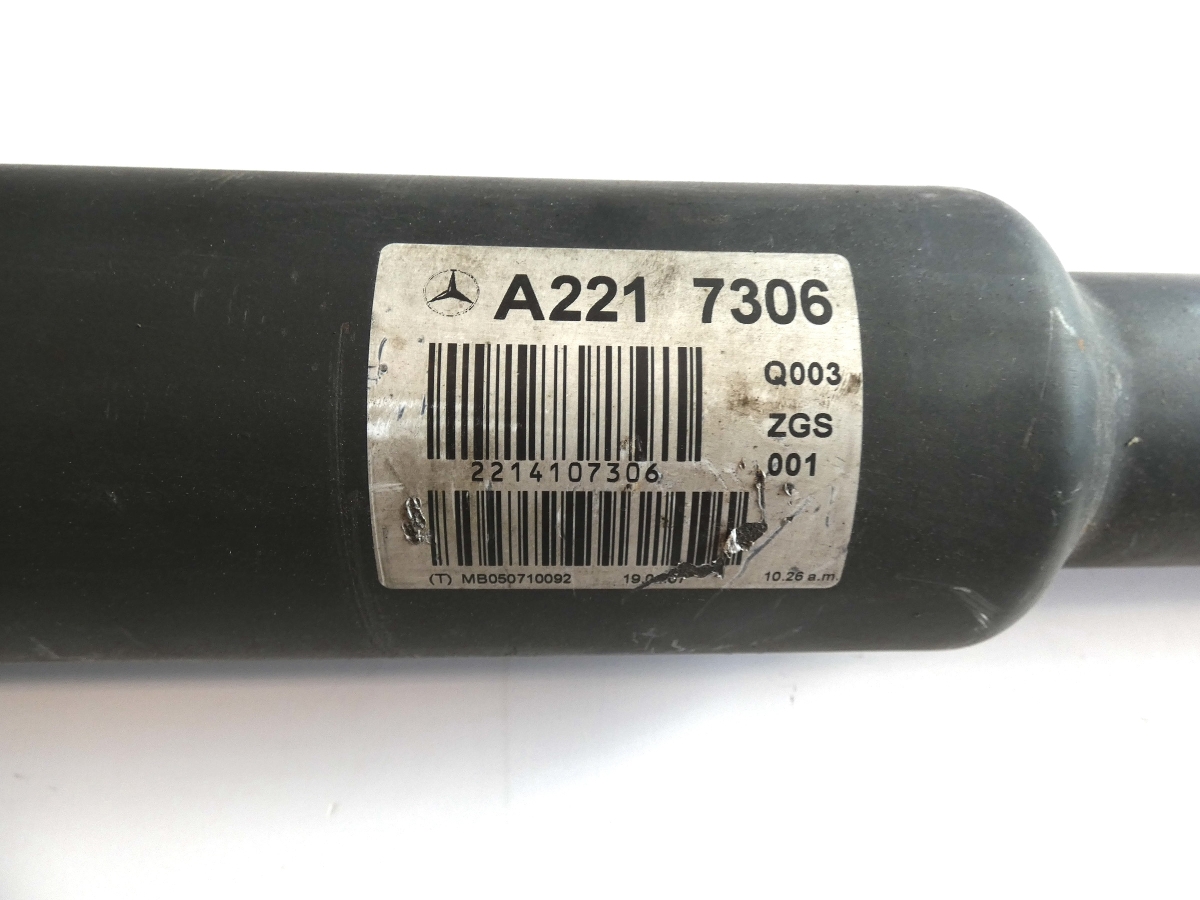 A221 7306
Q003
ZGS
001
2214107306
(T) MB050710092 10.26 a.m.